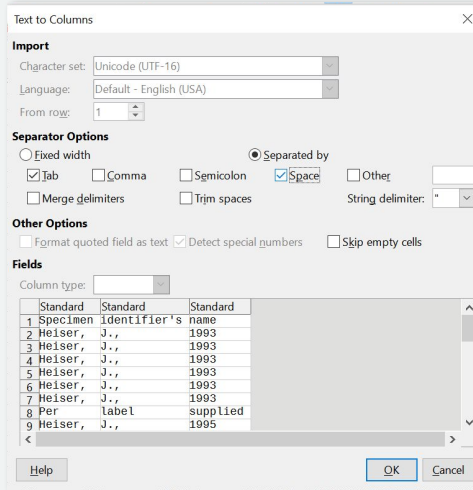 Text to Columns
Import
Character set: Unicode (UTF-16)
Language: Default - English (USA)
From row: 1
Separator Options
Fixed width Separated by
Tab Comma Semicolon Space Other
Merge delimiters Trim spaces String delimiter: "
Other Options
Format quoted field as text Detect special numbers Skip empty cells
Fields
Column type:
Standard Standard Standard
1 Specimen identifier's name
2 Heiser, J., 1993
3 Heiser, J., 1993
4 Heiser, J., 1993
5 Heiser, J., 1993
6 Heiser, J., 1993
7 Heiser, J., 1993
8 Per label supplied
9 Heiser, J., 1995
Help OK Cancel